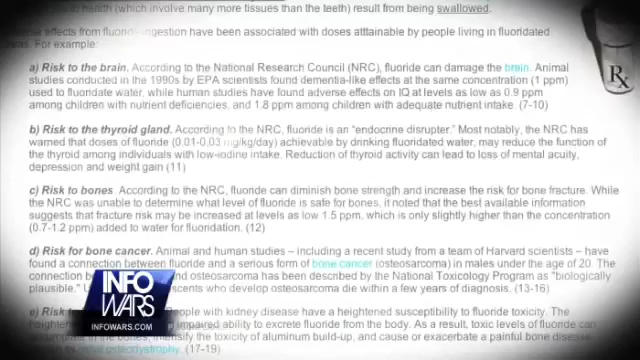 to health (which involve many more tissues than the teeth) result from being swallowed.
effects from fluoride ingestion have been associated with doses atttainable by people living in fluoridated
For example:
a) Risk to the brain. According to the National Research Council (NRC), fluoride can damage the brain. Animal
studies conducted in the 1990s by EPA scientists found dementia-like effects at the same concentration (1 ppm)
used to fluoridate water, while human studies have found adverse effects on IQ at levels as low as 0.9 ppm
among children with nutrient deficiencies, and 1.8 ppm among children with adequate nutrient intake. (7-10)
b) Risk to the thyroid gland. According to the NRC, fluoride is an “endocrine disrupter.” Most notably, the NRC has
warned that doses of fluoride (0.01-0.03 mg/kg/day) achievable by drinking fluoridated water, may reduce the function of
the thyroid among individuals with low-iodine intake. Reduction of thyroid activity can lead to loss of mental acuity,
depression and weight gain (11)
c) Risk to bones. According to the NRC, fluoride can diminish bone strength and increase the risk for bone fracture. While
the NRC was unable to determine what level of fluoride is safe for bones, it noted that the best available information
suggests that fracture risk may be increased at levels as low 1.5 ppm, which is only slightly higher than the concentration
(0.7-1.2 ppm) added to water for fluoridation. (12)
d) Risk for bone cancer. Animal and human studies – including a recent study from a team of Harvard scientists – have
found a connection between fluoride and a serious form of bone cancer (osteosarcoma) in males under the age of 20. The
connection and osteosarcoma has been described by the National Toxicology Program as "biologically
plausible." who develop osteosarcoma die within a few years of diagnosis. (13-16)
e) Risk people with kidney disease have a heightened susceptibility to fluoride toxicity. The
heightened impaired ability to excrete fluoride from the body. As a result, toxic levels of fluoride can
the bones, intensify the toxicity of aluminum build-up, and cause or exacerbate a painful bone disease
osteodystrophy. (17-19)
INFO
WARS
INFOWARS.COM
Rx